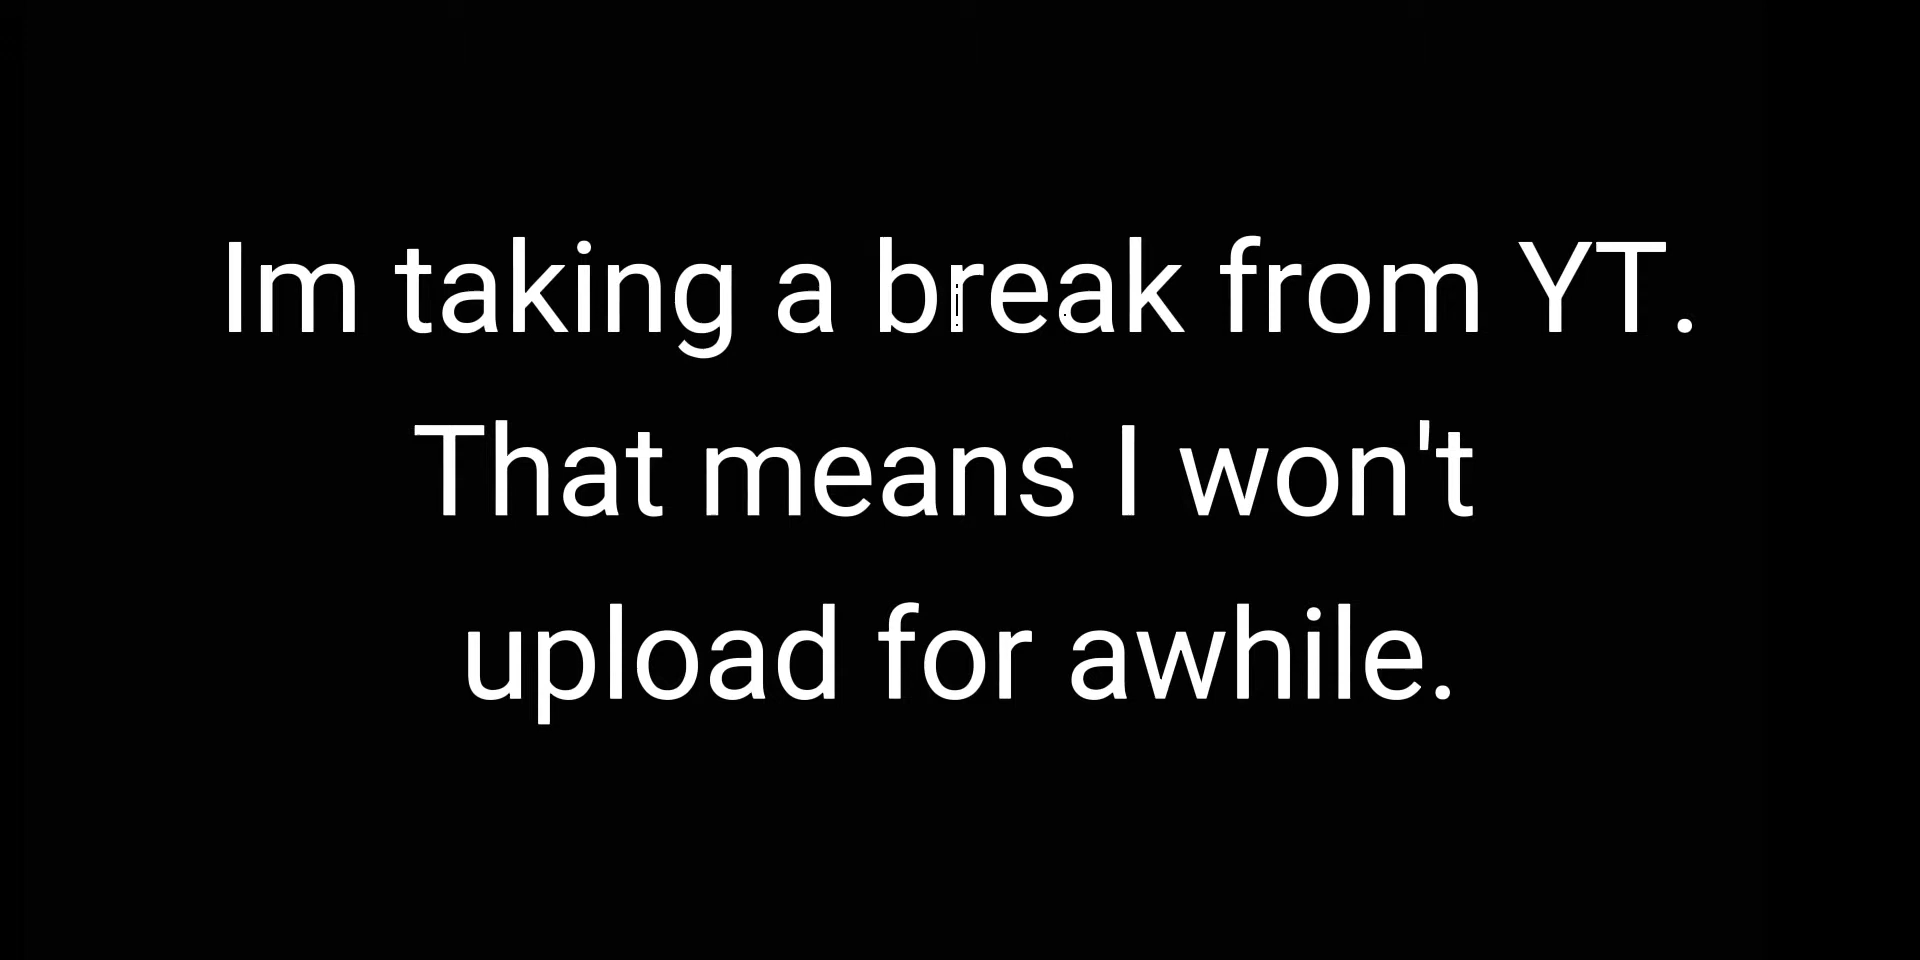 Im taking a break from YT.
That means I won't
upload for awhile.